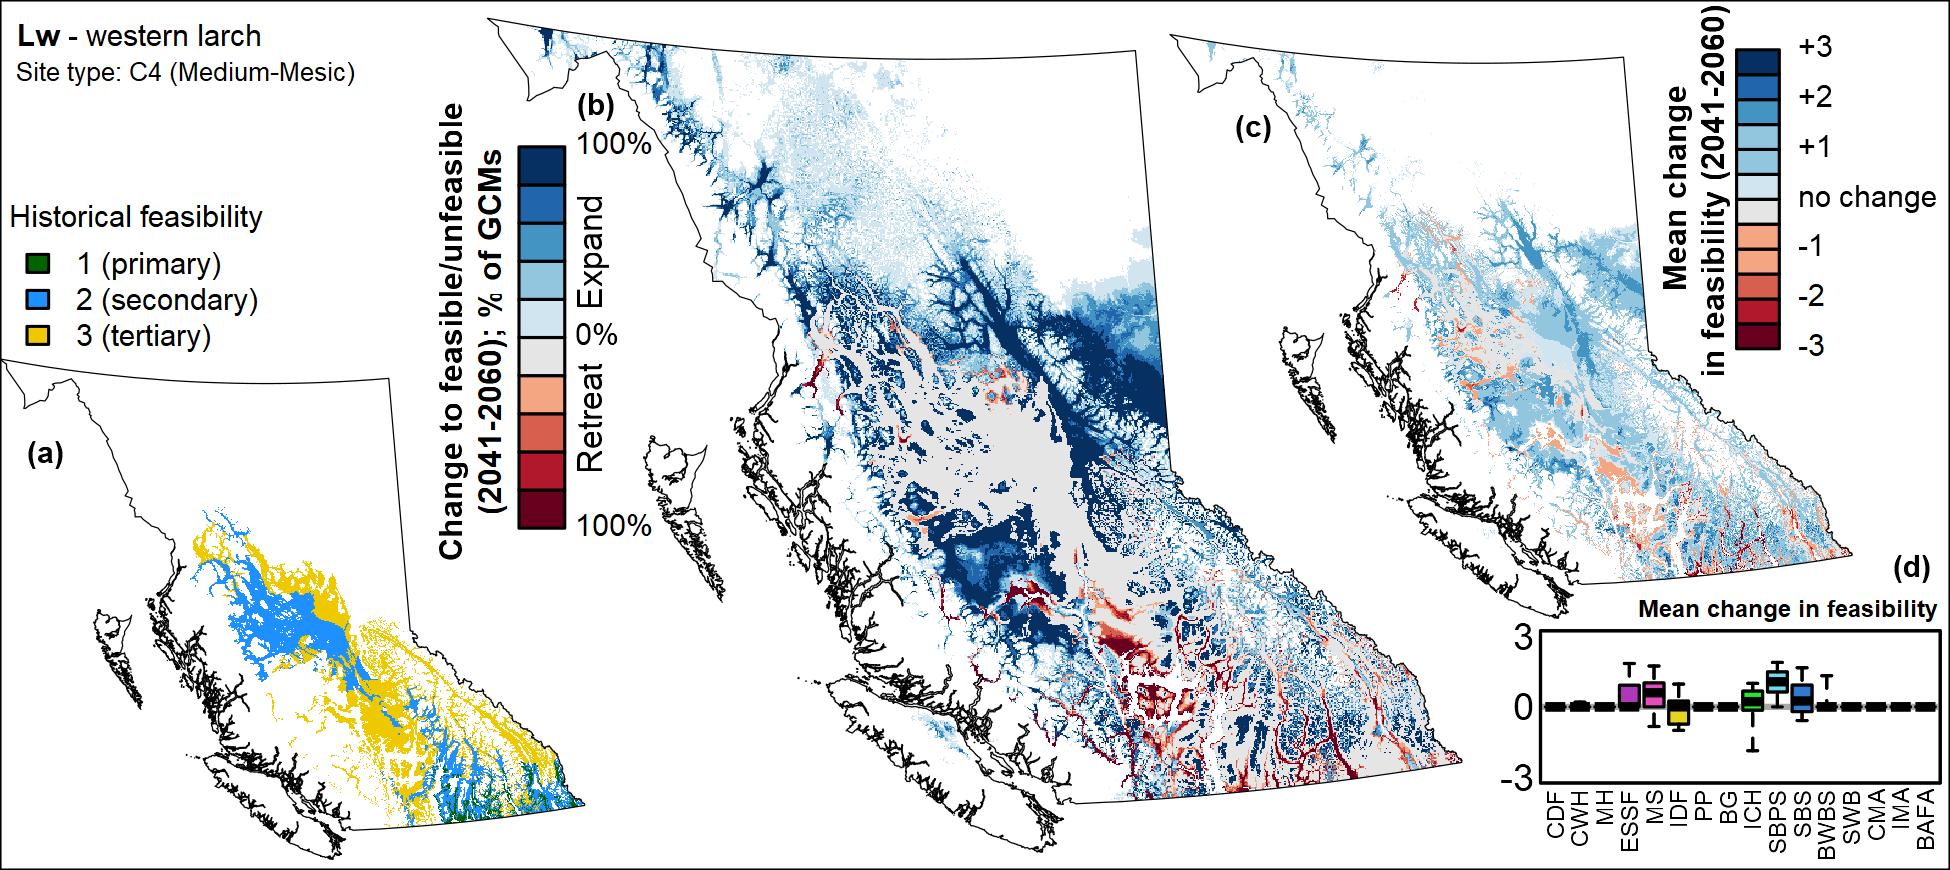 Lw - western larch
Site type: C4 (Medium-Mesic)
Historical feasibility
1 (primary)
2 (secondary)
3 (tertiary)
(a)
(b)
Change to feasible/unfeasible
(2041-2060); % of GCMs
100%
Expand
0%
Retreat
100%
(c)
Mean change
in feasibility (2041-2060)
+3
+2
+1
no change
-1
-2
-3
(d)
Mean change in feasibility
3
0
-3
CDF
CWH
MH
ESSF
MS
IDF
PP
BG
ICH
SBPS
SBS
BWBS
SWB
CMA
IMA
BAFA